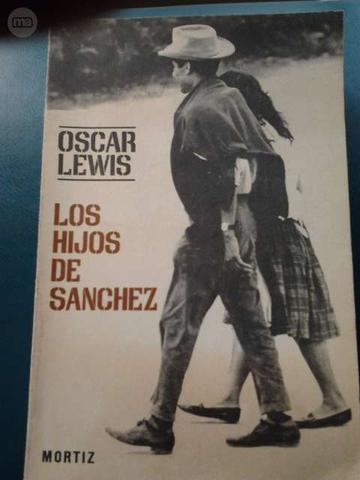 ma
OSCAR
LEWIS
LOS
HIJOS
DE
SANCHEZ
MORTIZ